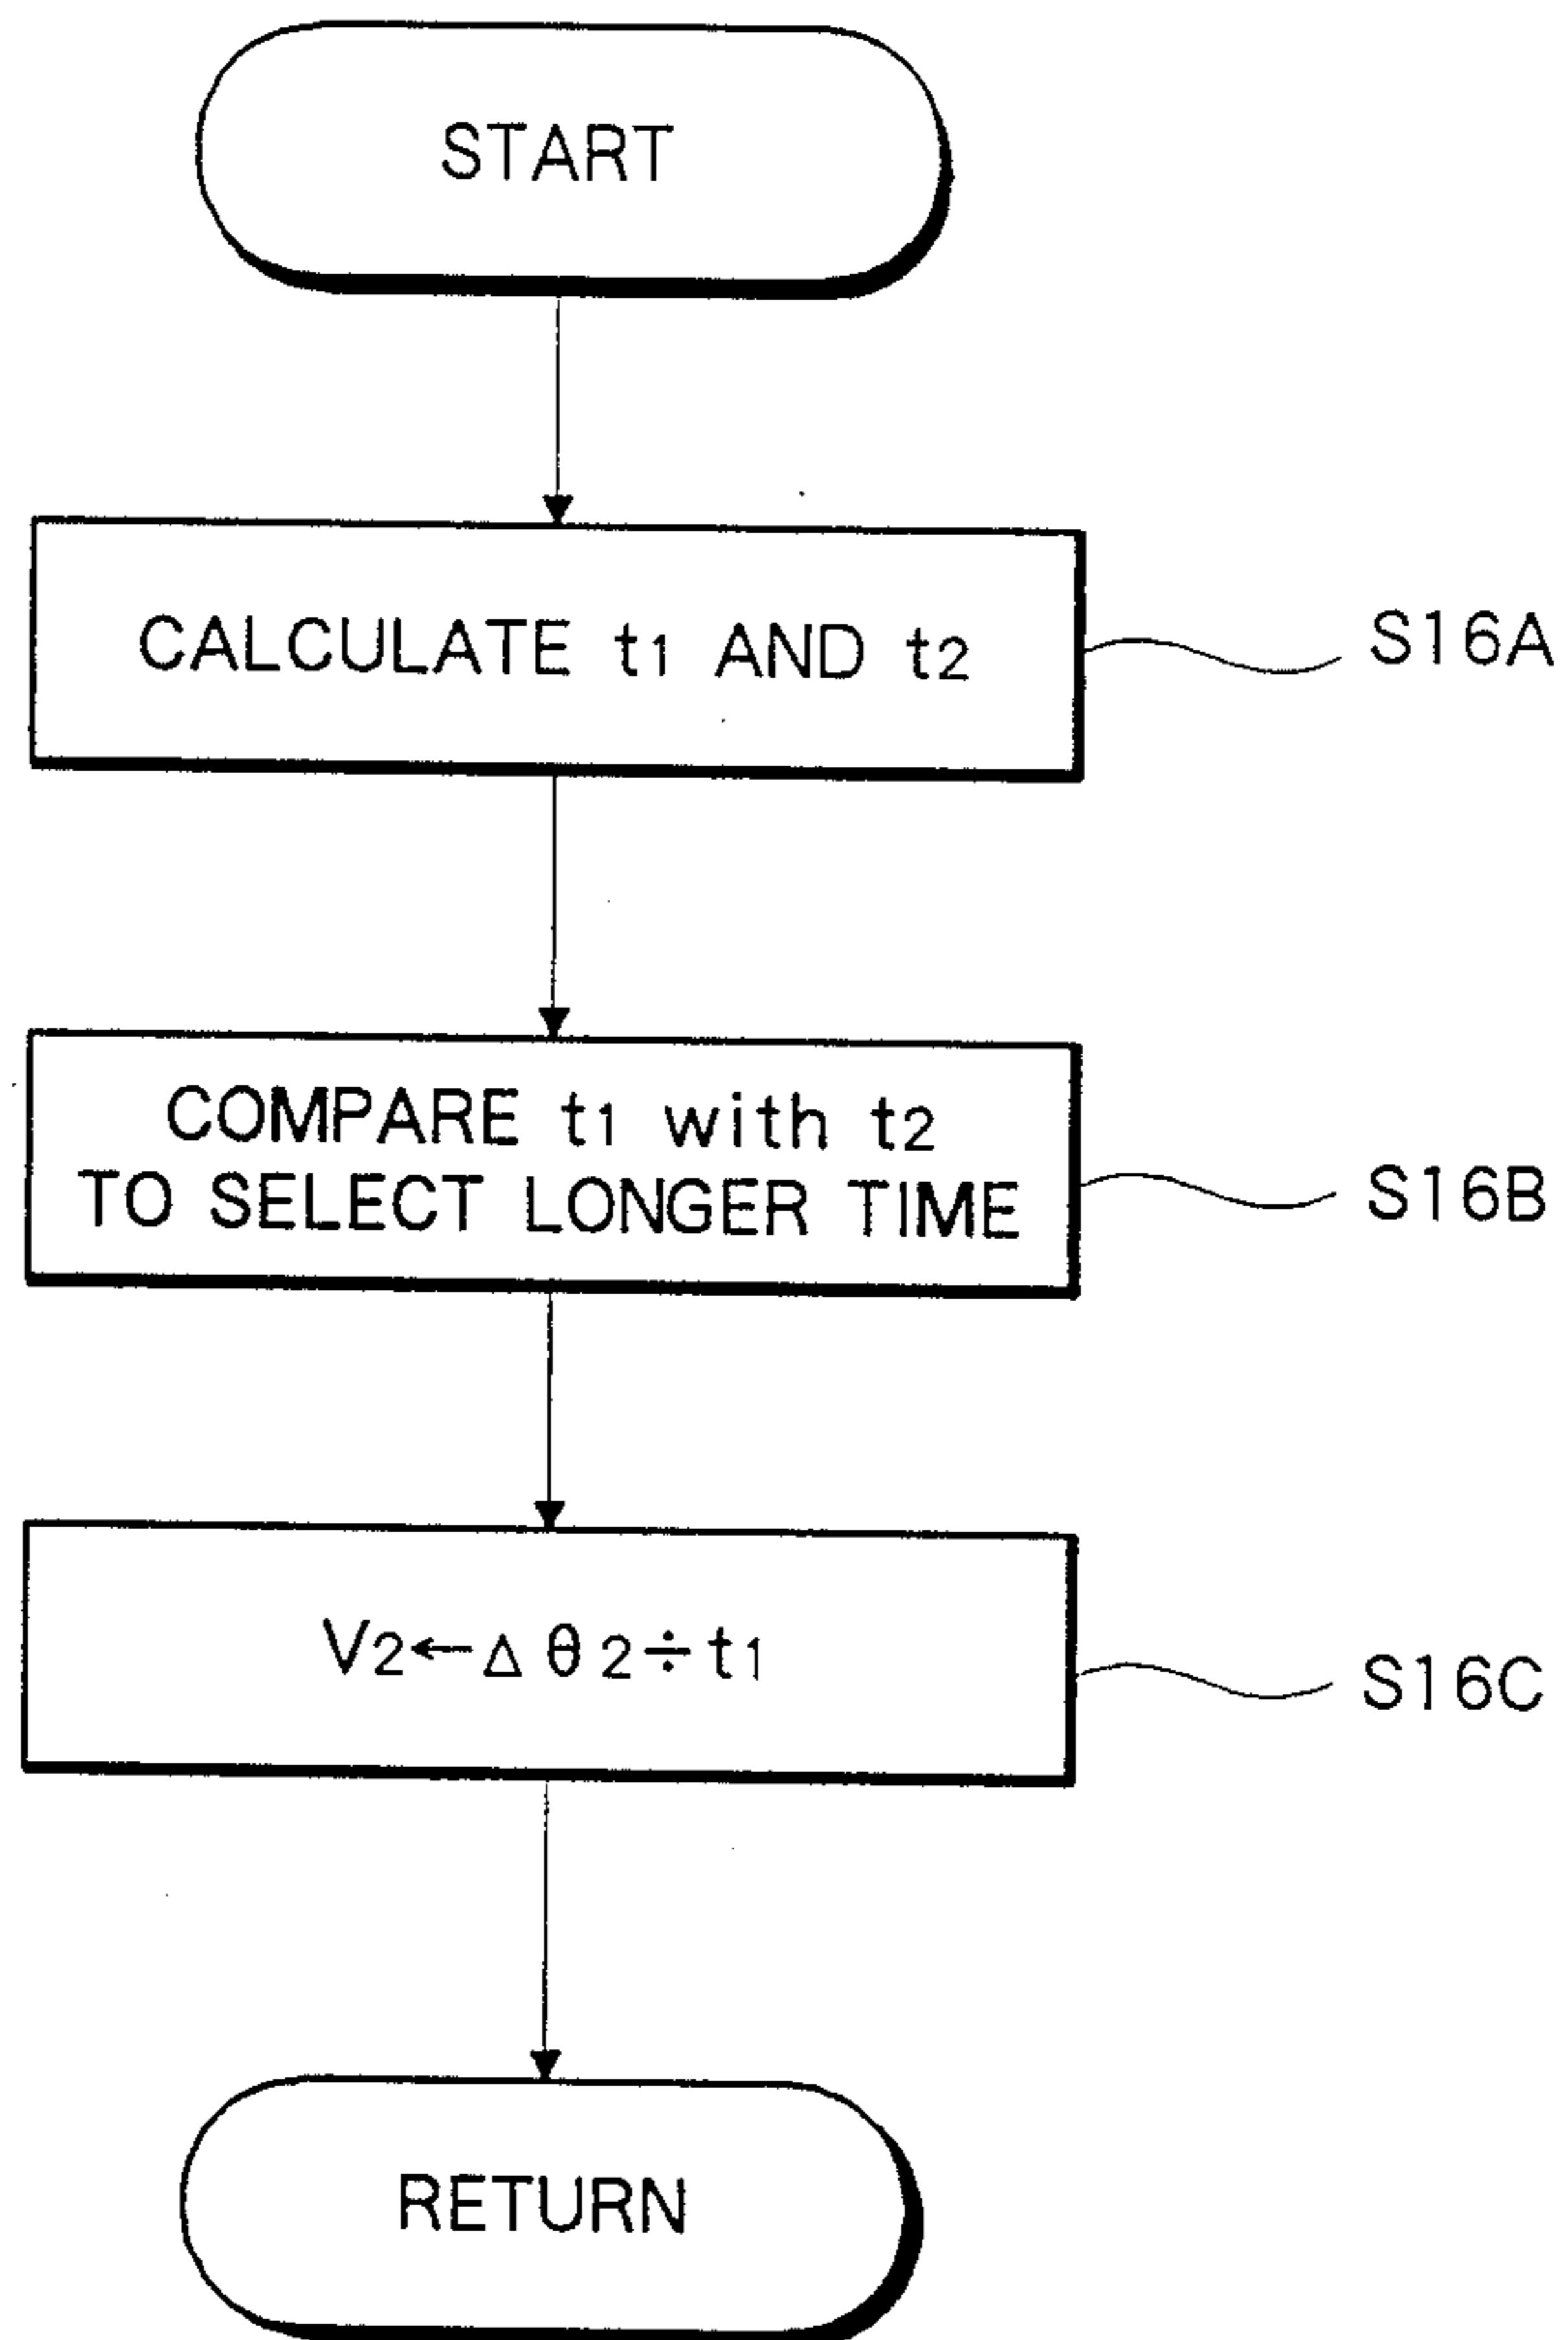 START
CALCULATE t1 AND t2
S16A
COMPARE t1 with t2
TO SELECT LONGER TIME
S16B
V2←Δθ2÷t1
S16C
RETURN